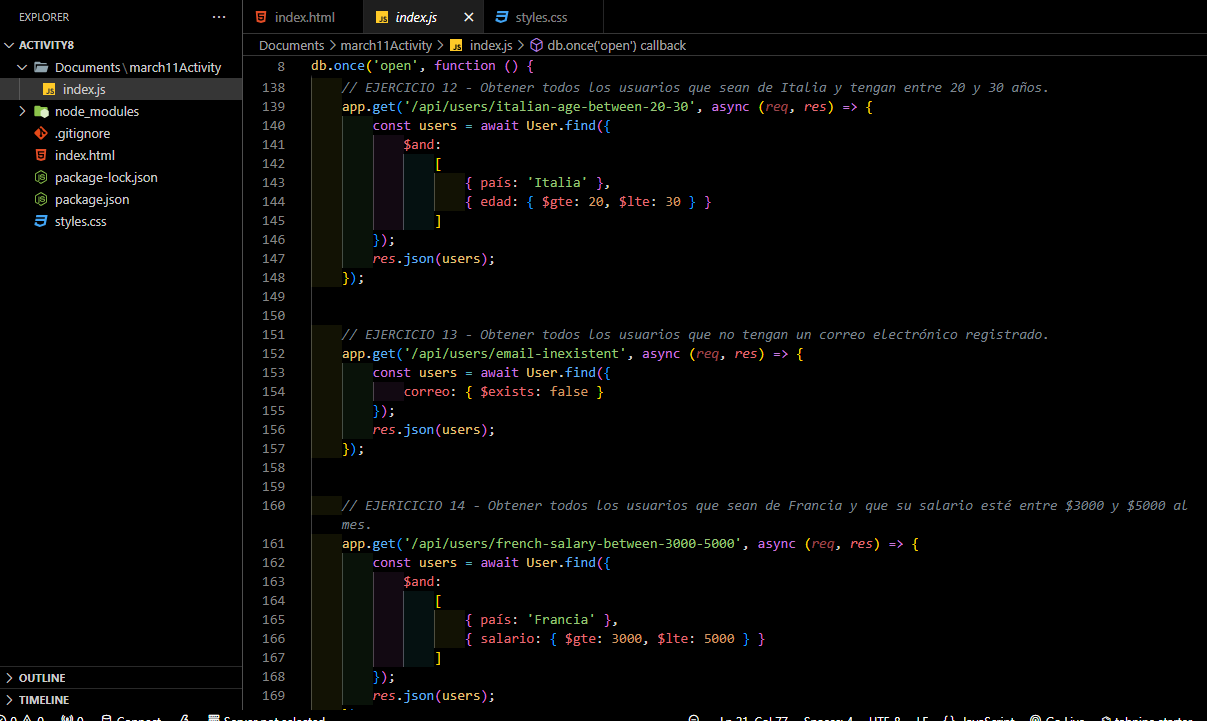 EXPLORER ···
ACTIVITY8
Documents \ march11Activity
index.js
node_modules
.gitignore
index.html
package-lock.json
package.json
styles.css
OUTLINE
TIMELINE
index.html index.js × styles.css
Documents > march11Activity > JS index.js > db.once('open') callback
8 db.once('open', function () {
138 // EJERCICIO 12 - Obtener todos los usuarios que sean de Italia y tengan entre 20 y 30 años.
139 app.get('/api/users/italian-age-between-20-30', async (req, res) => {
140 const users = await User.find({
141 $and:
142 [
143 { país: 'Italia' },
144 { edad: { $gte: 20, $lte: 30 } }
145 ]
146 });
147 res.json(users);
148 });
149
150
151 // EJERCICIO 13 - Obtener todos los usuarios que no tengan un correo electrónico registrado.
152 app.get('/api/users/email-inexistent', async (req, res) => {
153 const users = await User.find({
154 correo: { $exists: false }
155 });
156 res.json(users);
157 });
158
159
160 // EJERICICIO 14 - Obtener todos los usuarios que sean de Francia y que su salario esté entre $3000 y $5000 al
mes.
161 app.get('/api/users/french-salary-between-3000-5000', async (req, res) => {
162 const users = await User.find({
163 $and:
164 [
165 { país: 'Francia' },
166 { salario: { $gte: 3000, $lte: 5000 } }
167 ]
168 });
169 res.json(users);
0 0 0 Connect Server not selected Ln 21, Col 77 Spaces: 4 UTF-8 LF {} JavaScript Go Live tabnine starter